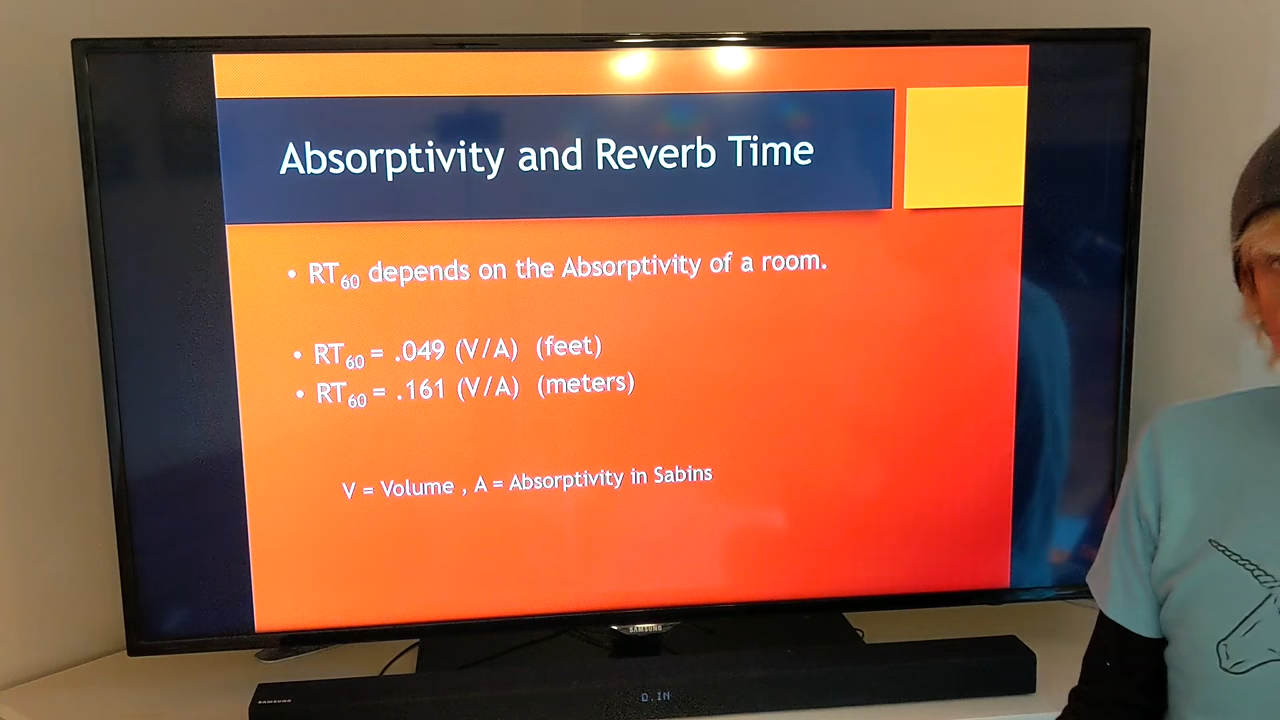 Absorptivity and Reverb Time
• RT₆₀ depends on the Absorptivity of a room.
• RT₆₀ = .049 (V/A) (feet)
• RT₆₀ = .161 (V/A) (meters)
V = Volume , A = Absorptivity in Sabins
SAMSUNG
SAMSUNG
D.IN